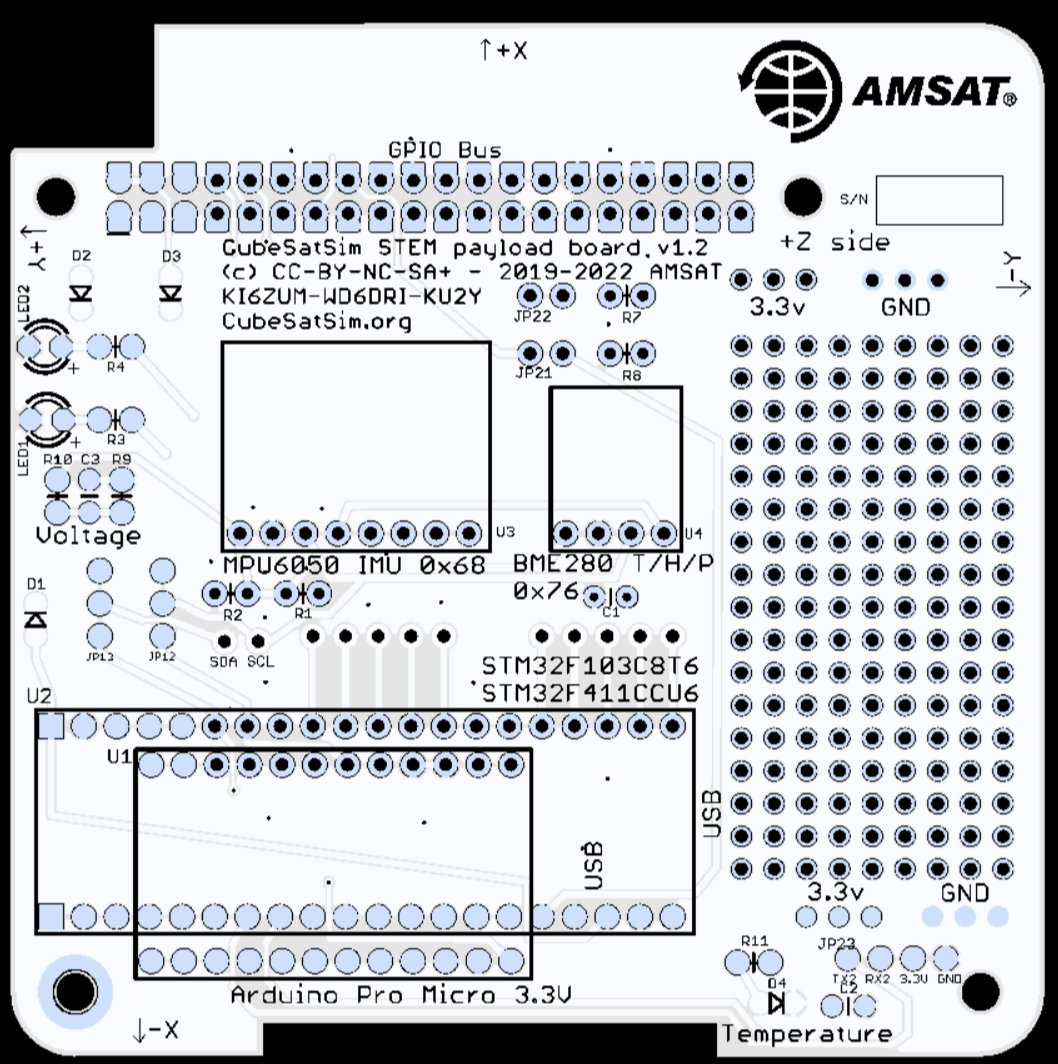 ↑+X
AMSAT®
GPIO Bus
S/N
+Z side
+Y→
-Y→
CubeSatSim STEM payload board.v1.2
(c) CC-BY-NC-SA+ - 2019-2022 AMSAT
KI6ZUM-WD6DRI-KU2Y
CubeSatSim.org
D2
D3
3.3v
GND
JP22
R7
LED2
+
R4
JP21
R8
LED1
+
R3
R10 C3 R9
Voltage
U3
U4
MPU6050 IMU 0x68
BME280 T/H/P
0x76
C1
D1
R2
R1
JP13
JP12
SDA SCL
STM32F103C8T6
STM32F411CCU6
U2
U1
USB
USB
3.3v
GND
R11
JP23
TX2 RX2 3.3V GND
D4
C2
Arduino Pro Micro 3.3V
↓-X
Temperature